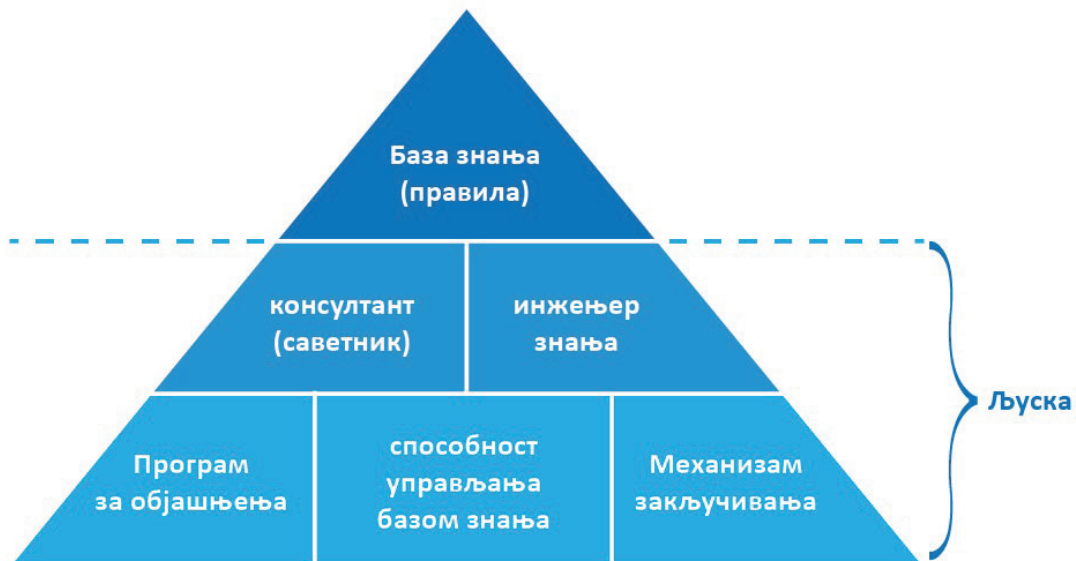 База знања
(правила)
консултант
(саветник)
инжењер
знања
Љуска
Програм
за објашњења
способност
управљања
базом знања
Механизам
закључивања